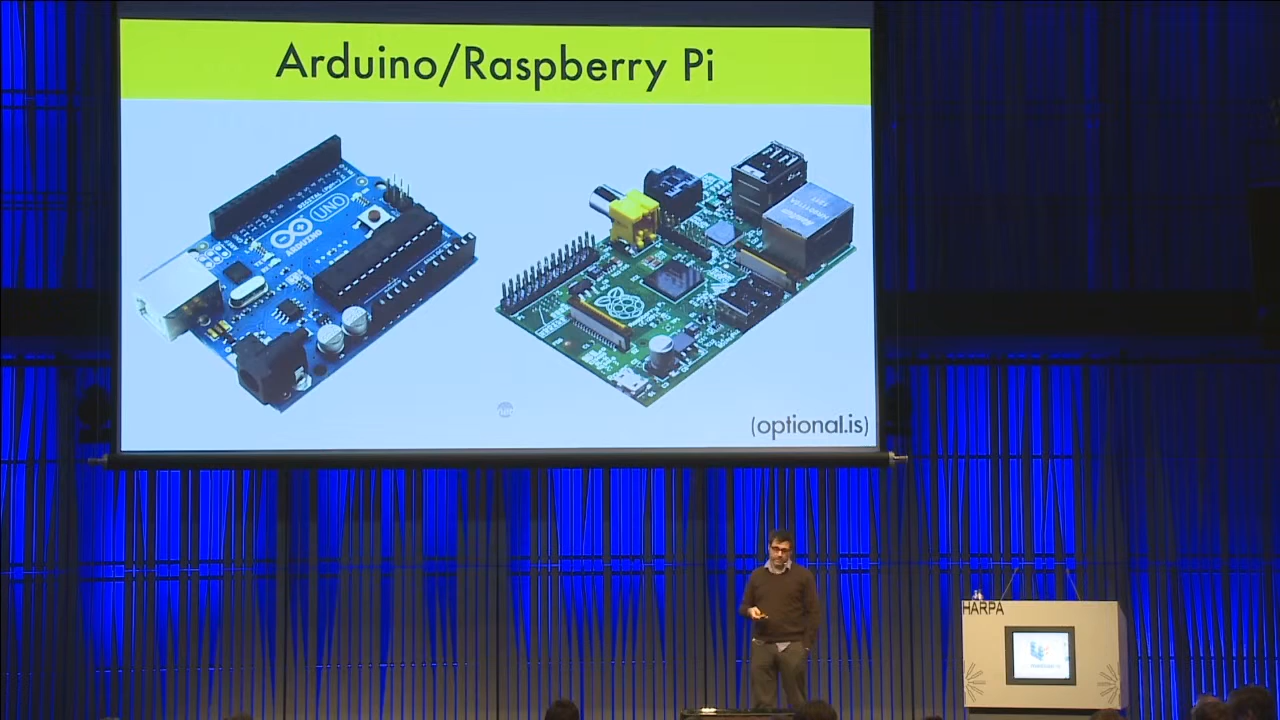 Arduino/Raspberry Pi
UNO
ARDUINO
(optional.is)
HARPA